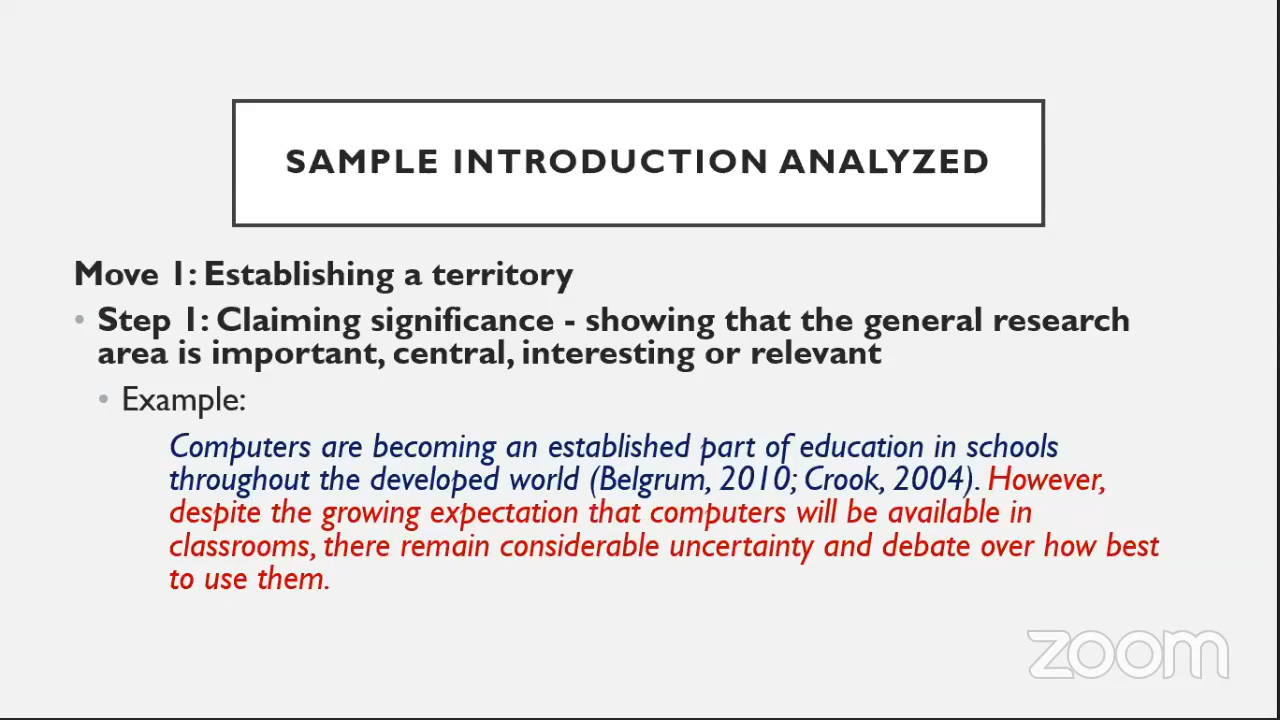 SAMPLE INTRODUCTION ANALYZED
Move 1: Establishing a territory
• Step 1: Claiming significance - showing that the general research
area is important, central, interesting or relevant
• Example:
Computers are becoming an established part of education in schools
throughout the developed world (Belgrum, 2010; Crook, 2004). However,
despite the growing expectation that computers will be available in
classrooms, there remain considerable uncertainty and debate over how best
to use them.
zoom